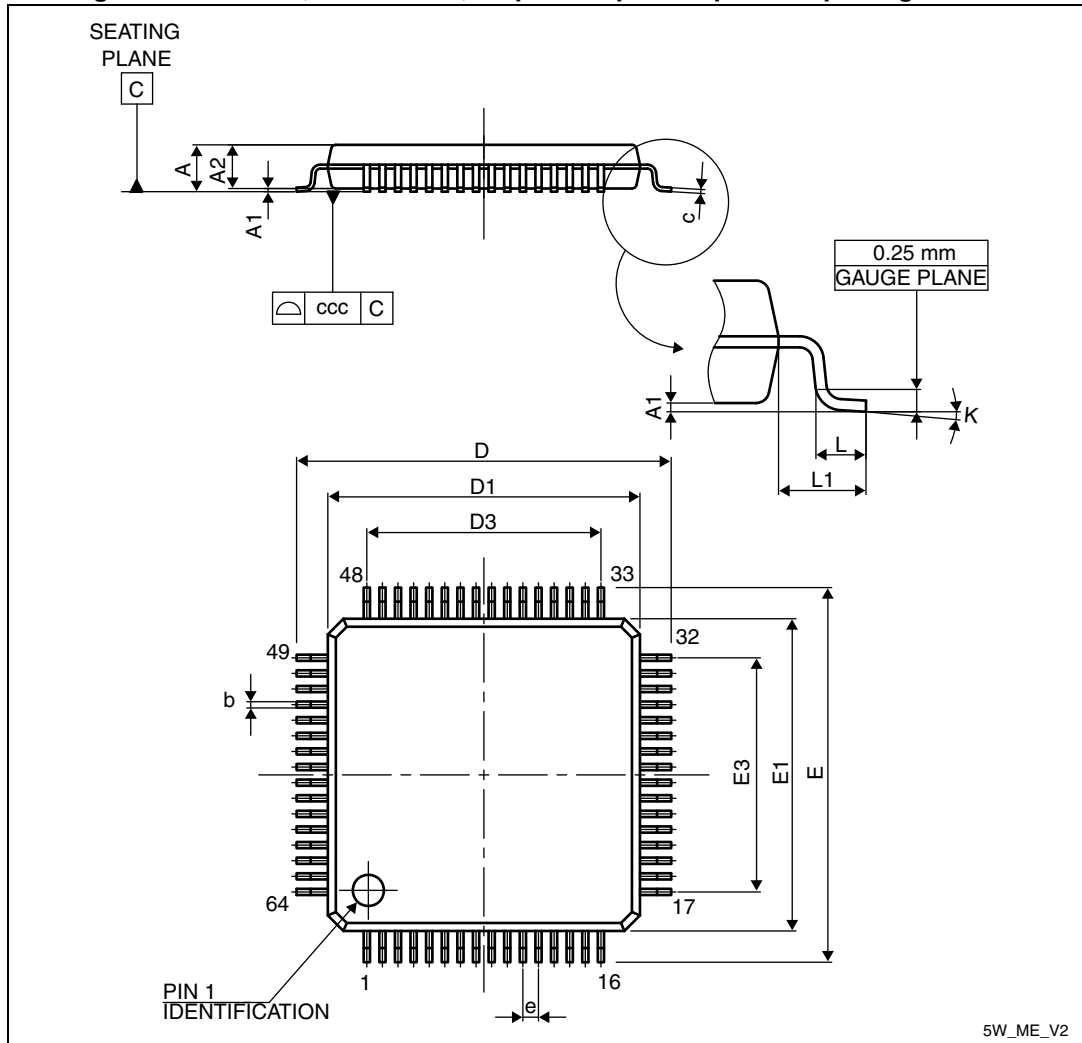 SEATING
PLANE
C
A
A2
A1
c
ccc C
0.25 mm
GAUGE PLANE
A1
K
L
L1
D
D1
D3
48
33
49
32
b
E3
E1
E
64
17
PIN 1
IDENTIFICATION
1
16
e
5W_ME_V2